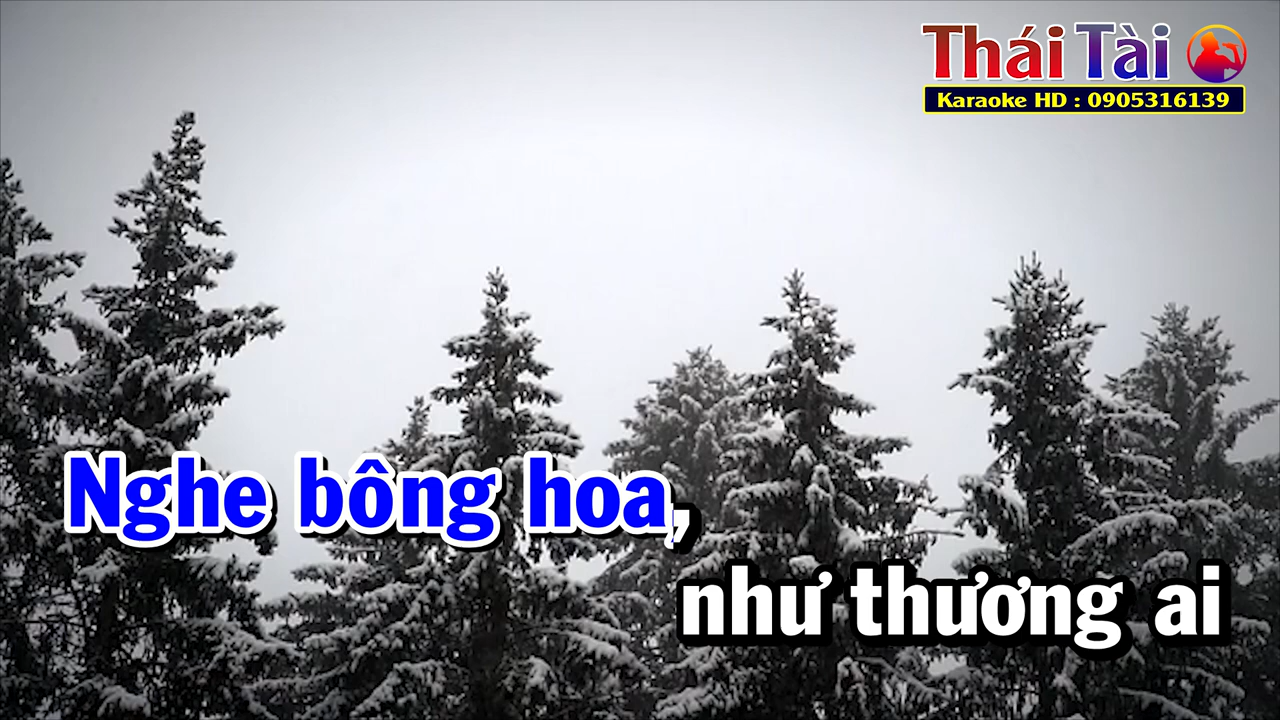 Thái Tài
Karaoke HD : 0905316139
Nghe bông hoa,
như thương ai